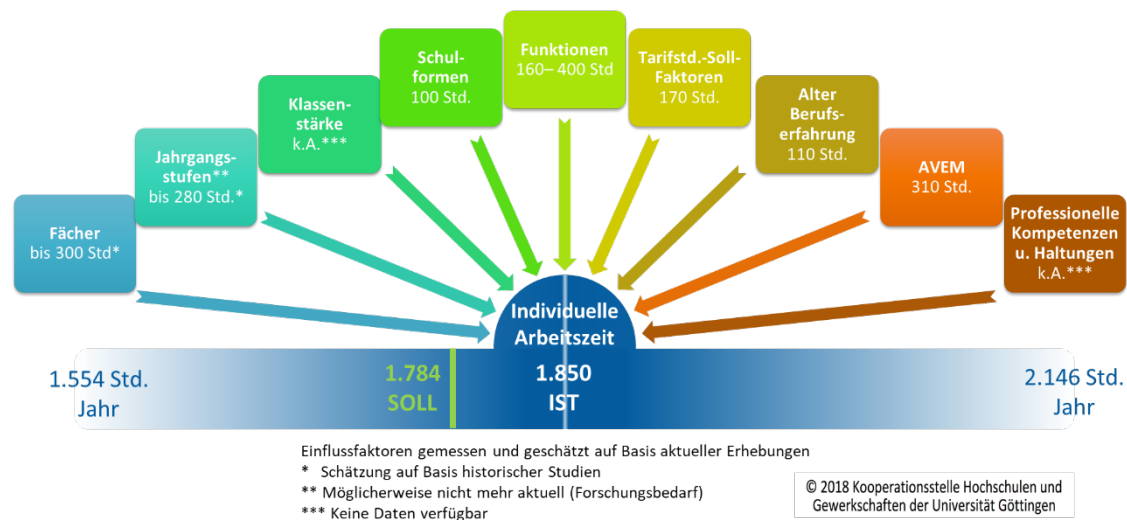 Fächer
bis 300 Std*
Jahrgangs-
stufen**
bis 280 Std.*
Klassen-
stärke
k.A.***
Schul-
formen
100 Std.
Funktionen
160– 400 Std
Tarifstd.-Soll-
Faktoren
170 Std.
Alter
Berufs-
erfahrung
110 Std.
AVEM
310 Std.
Professionelle
Kompetenzen
u. Haltungen
k.A.***
Individuelle
Arbeitszeit
1.554 Std.
Jahr
1.784
SOLL
1.850
IST
2.146 Std.
Jahr
Einflussfaktoren gemessen und geschätzt auf Basis aktueller Erhebungen
* Schätzung auf Basis historischer Studien
** Möglicherweise nicht mehr aktuell (Forschungsbedarf)
*** Keine Daten verfügbar
© 2018 Kooperationsstelle Hochschulen und
Gewerkschaften der Universität Göttingen